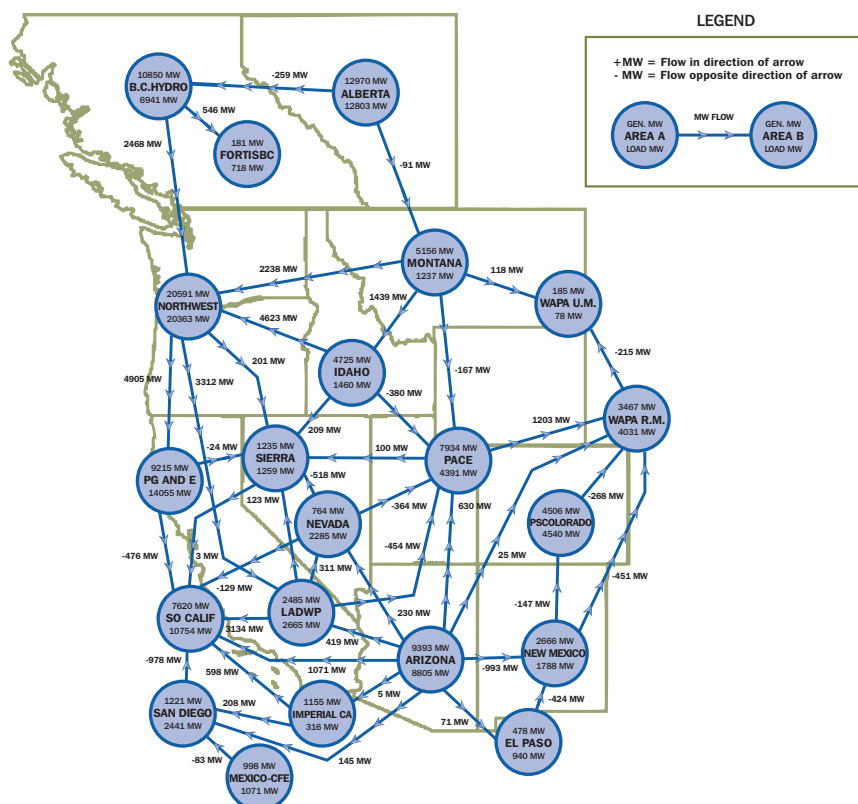 LEGEND
+MW = Flow in direction of arrow
- MW = Flow opposite direction of arrow
GEN. MW
AREA A
LOAD MW
MW FLOW
GEN. MW
AREA B
LOAD MW
10850 MW
B.C.HYDRO
6941 MW
-259 MW
12970 MW
ALBERTA
12803 MW
546 MW
2468 MW
181 MW
FORTISBC
718 MW
-91 MW
5156 MW
MONTANA
1237 MW
2238 MW
118 MW
185 MW
WAPA U.M.
78 MW
20591 MW
NORTHWEST
20363 MW
1439 MW
4623 MW
-215 MW
201 MW
4725 MW
IDAHO
1460 MW
-167 MW
4905 MW
3312 MW
-380 MW
3467 MW
WAPA R.M.
4031 MW
1203 MW
209 MW
-24 MW
1235 MW
SIERRA
1259 MW
100 MW
7934 MW
PACE
4391 MW
9215 MW
PG AND E
14055 MW
-518 MW
-268 MW
123 MW
764 MW
NEVADA
2285 MW
-364 MW
630 MW
4506 MW
PSCOLORADO
4540 MW
-476 MW
3 MW
-454 MW
25 MW
311 MW
-129 MW
-451 MW
2485 MW
LADWP
2665 MW
-147 MW
7620 MW
SO CALIF
10754 MW
3134 MW
230 MW
419 MW
9393 MW
ARIZONA
8805 MW
2666 MW
NEW MEXICO
1788 MW
-993 MW
-978 MW
598 MW
1071 MW
5 MW
-424 MW
1221 MW
SAN DIEGO
2441 MW
208 MW
1155 MW
IMPERIAL CA
316 MW
71 MW
478 MW
EL PASO
940 MW
-83 MW
145 MW
998 MW
MEXICO-CFE
1071 MW